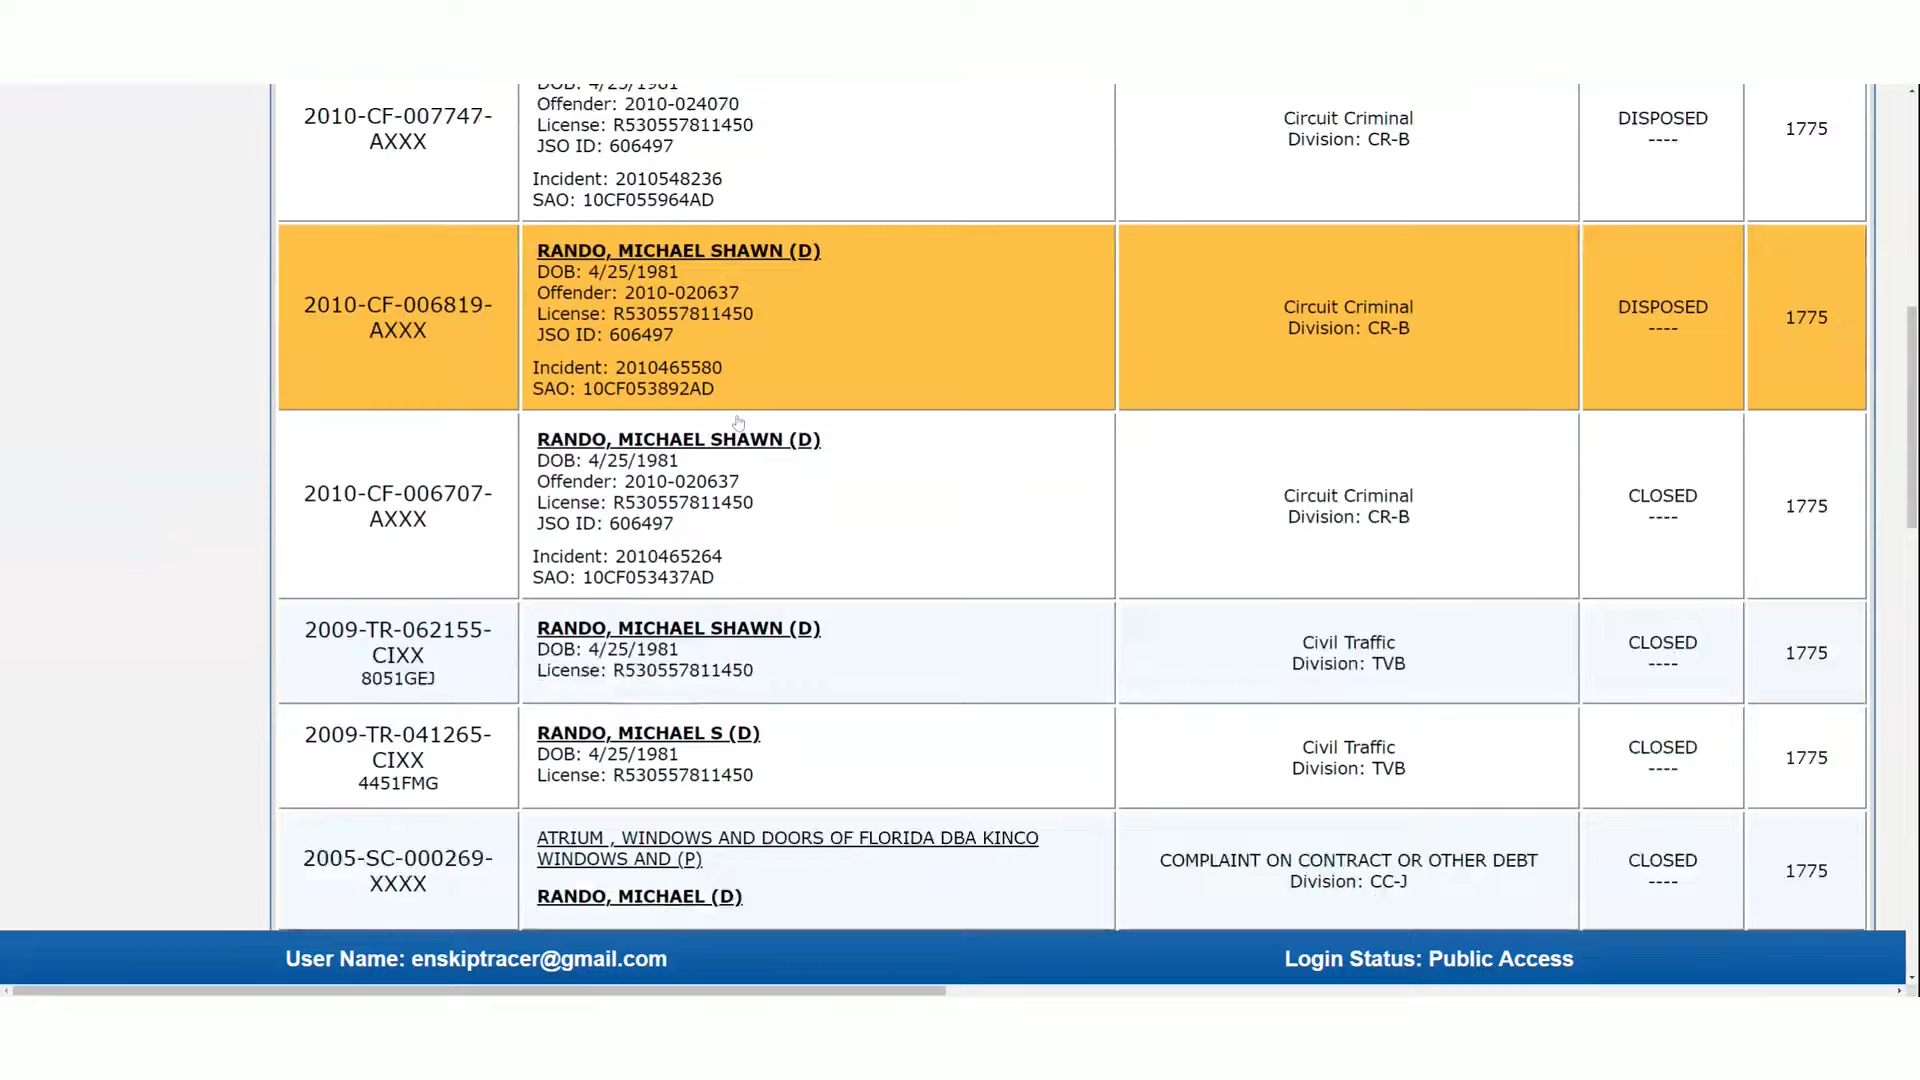 DOB: 4/25/1981
2010-CF-007747-
AXXX
Offender: 2010-024070
License: R530557811450
JSO ID: 606497
Incident: 2010548236
SAO: 10CF055964AD
Circuit Criminal
Division: CR-B
DISPOSED
----
1775
2010-CF-006819-
AXXX
RANDO, MICHAEL SHAWN (D)
DOB: 4/25/1981
Offender: 2010-020637
License: R530557811450
JSO ID: 606497
Incident: 2010465580
SAO: 10CF053892AD
Circuit Criminal
Division: CR-B
DISPOSED
----
1775
2010-CF-006707-
AXXX
RANDO, MICHAEL SHAWN (D)
DOB: 4/25/1981
Offender: 2010-020637
License: R530557811450
JSO ID: 606497
Incident: 2010465264
SAO: 10CF053437AD
Circuit Criminal
Division: CR-B
CLOSED
----
1775
2009-TR-062155-
CIXX
8051GEJ
RANDO, MICHAEL SHAWN (D)
DOB: 4/25/1981
License: R530557811450
Civil Traffic
Division: TVB
CLOSED
----
1775
2009-TR-041265-
CIXX
4451FMG
RANDO, MICHAEL S (D)
DOB: 4/25/1981
License: R530557811450
Civil Traffic
Division: TVB
CLOSED
----
1775
2005-SC-000269-
XXXX
ATRIUM , WINDOWS AND DOORS OF FLORIDA DBA KINCO
WINDOWS AND (P)
RANDO, MICHAEL (D)
COMPLAINT ON CONTRACT OR OTHER DEBT
Division: CC-J
CLOSED
----
1775
User Name: enskiptracer@gmail.com
Login Status: Public Access